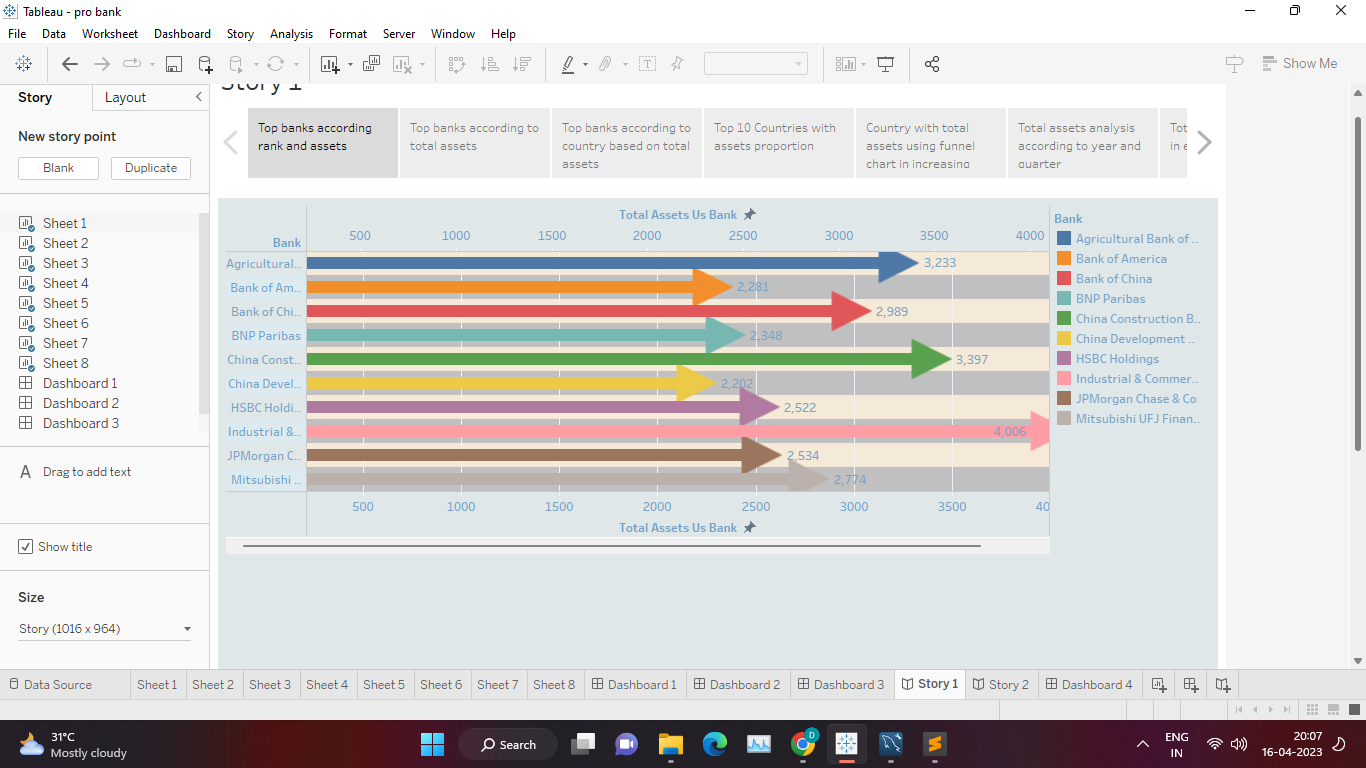 Tableau - pro bank
File Data Worksheet Dashboard Story Analysis Format Server Window Help
Show Me
Story Layout
Story 1
New story point
Blank Duplicate
Top banks according
rank and assets
Top banks according to
total assets
Top banks according to
country based on total
assets
Top 10 Countries with
assets proportion
Country with total
assets using funnel
chart in increasing
Total assets analysis
according to year and
quarter
Tot
in e
Sheet 1
Sheet 2
Sheet 3
Sheet 4
Sheet 5
Sheet 6
Sheet 7
Sheet 8
Dashboard 1
Dashboard 2
Dashboard 3
A Drag to add text
Show title
Size
Story (1016 x 964)
Total Assets Us Bank
Bank 500 1000 1500 2000 2500 3000 3500 4000
Agricultural.. 3,233
Bank of Am.. 2,281
Bank of Chi.. 2,989
BNP Paribas 2,348
China Const.. 3,397
China Devel.. 2,202
HSBC Holdi.. 2,522
Industrial &.. 4,006
JPMorgan C.. 2,534
Mitsubishi .. 2,774
500 1000 1500 2000 2500 3000 3500 40
Total Assets Us Bank
Bank
Agricultural Bank of ..
Bank of America
Bank of China
BNP Paribas
China Construction B..
China Development ..
HSBC Holdings
Industrial & Commer..
JPMorgan Chase & Co
Mitsubishi UFJ Finan..
Data Source Sheet 1 Sheet 2 Sheet 3 Sheet 4 Sheet 5 Sheet 6 Sheet 7 Sheet 8 Dashboard 1 Dashboard 2 Dashboard 3 Story 1 Story 2 Dashboard 4
31°C
Mostly cloudy
Search
D
ENG
IN
20:07
16-04-2023